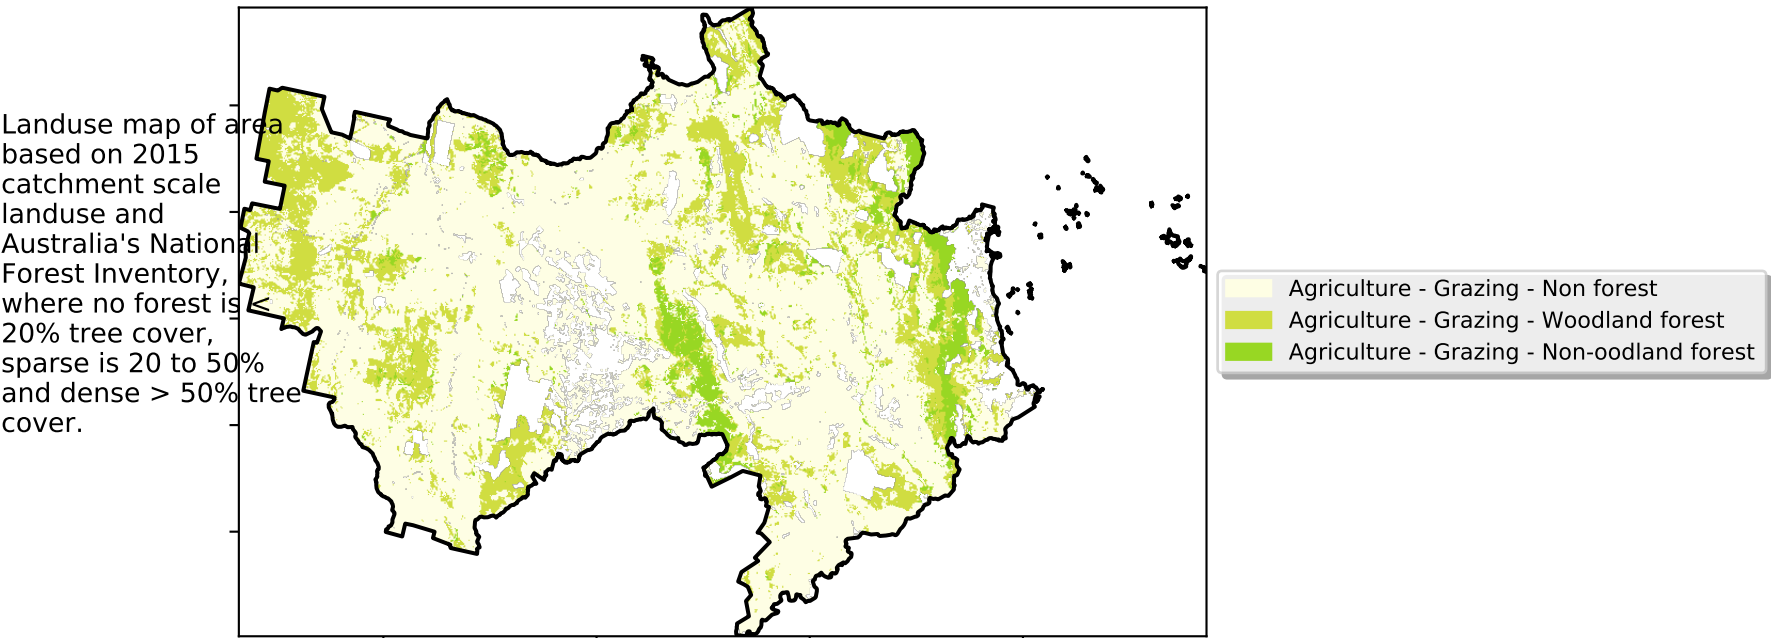 Landuse map of area
based on 2015
catchment scale
landuse and
Australia's National
Forest Inventory,
where no forest is <
20% tree cover,
sparse is 20 to 50%
and dense > 50% tree
cover.
Agriculture - Grazing - Non forest
Agriculture - Grazing - Woodland forest
Agriculture - Grazing - Non-oodland forest